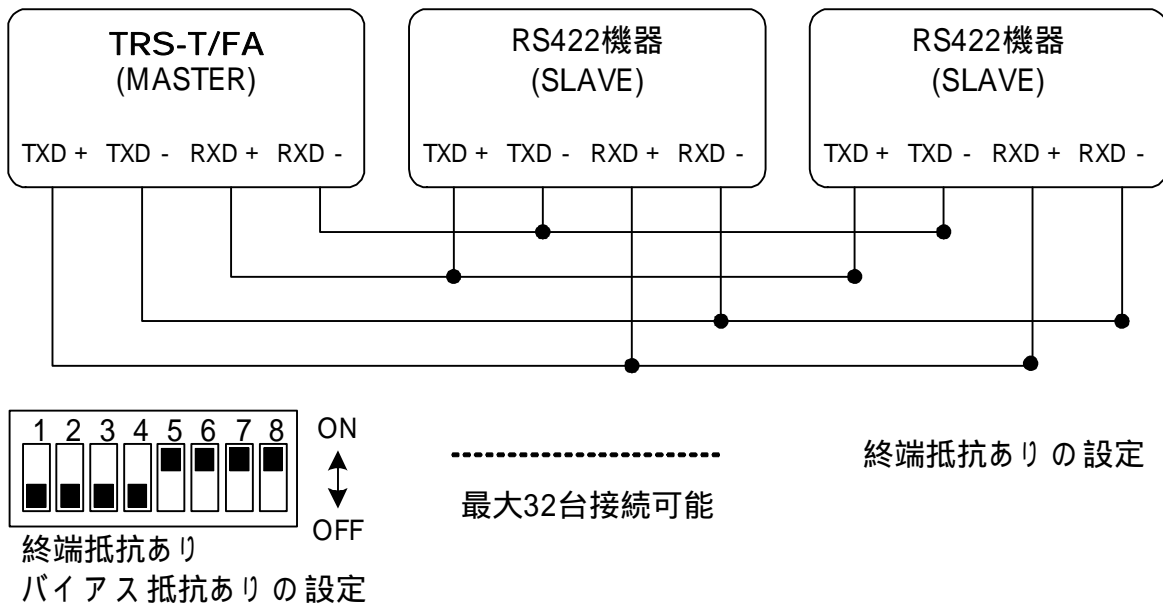 TRS-T/FA
(MASTER)
TXD + TXD - RXD + RXD -
RS422機器
(SLAVE)
TXD + TXD - RXD + RXD -
RS422機器
(SLAVE)
TXD + TXD - RXD + RXD -
1 2 3 4 5 6 7 8
ON
OFF
終端抵抗あり
バイアス抵抗ありの設定
最大32台接続可能
終端抵抗ありの設定